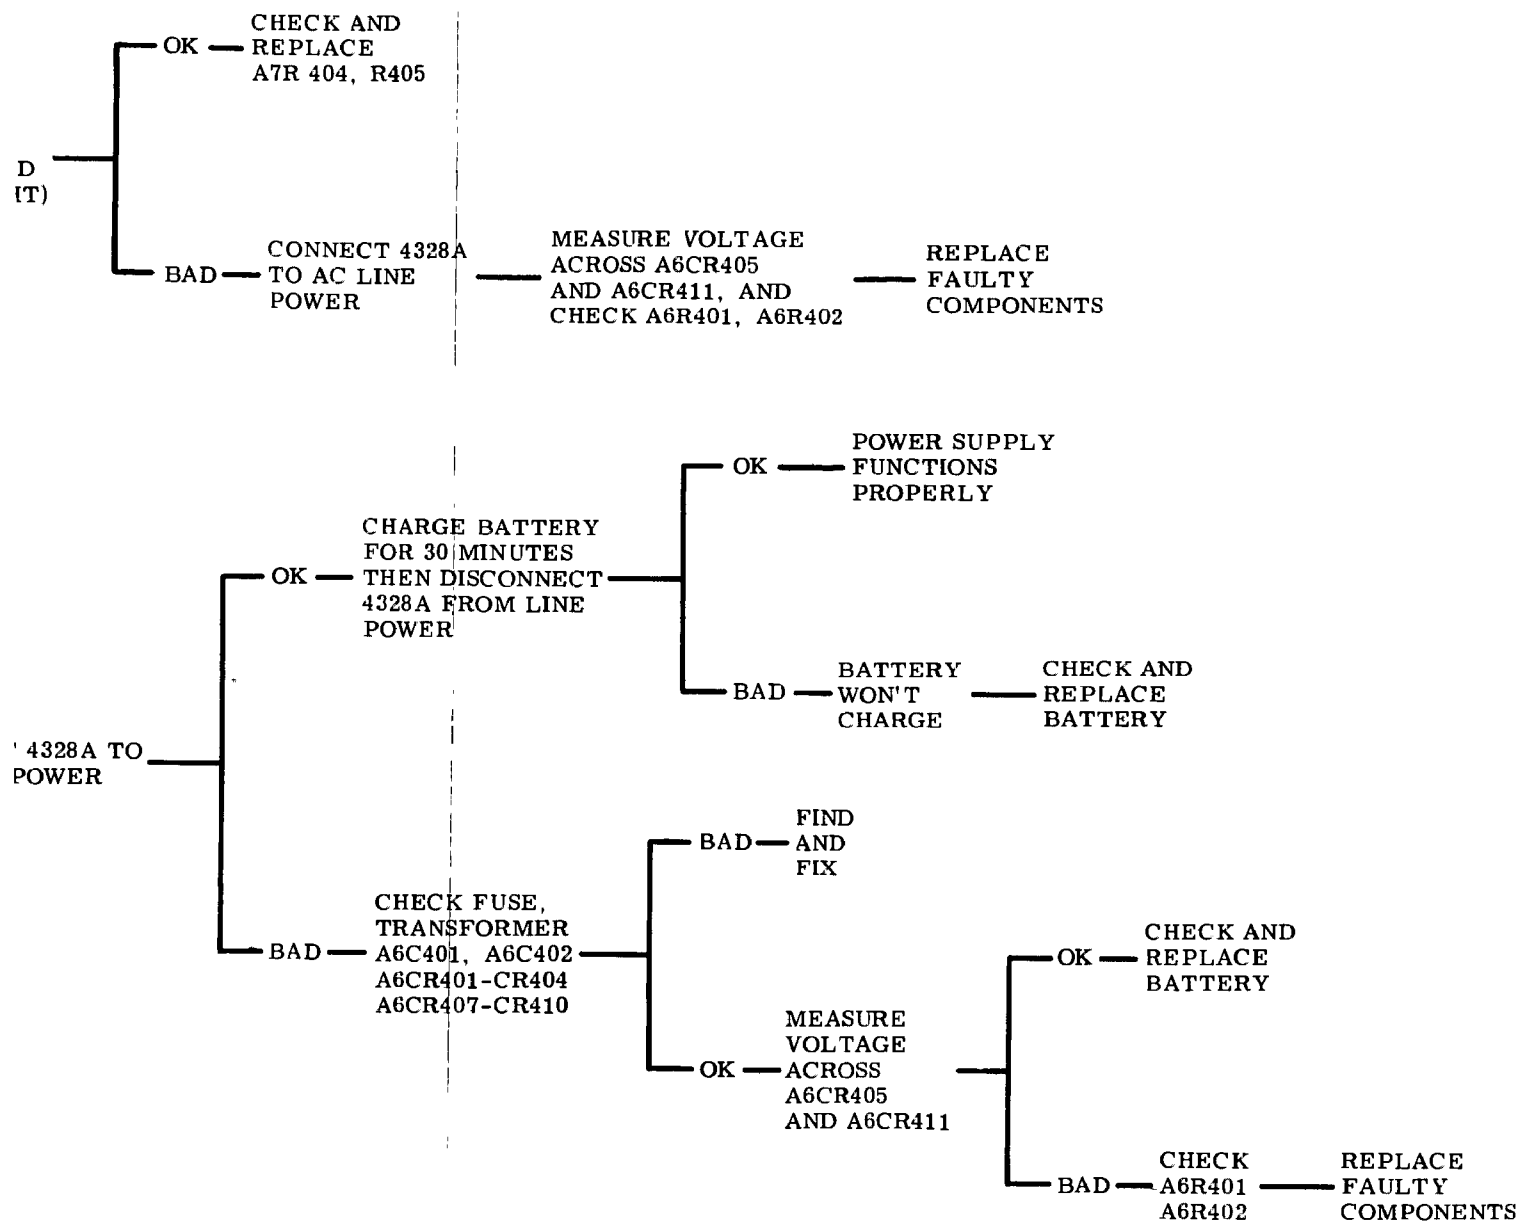 OK
CHECK AND
REPLACE
A7R 404, R405
D
BAD
CONNECT 4328A
TO AC LINE
POWER
MEASURE VOLTAGE
ACROSS A6CR405
AND A6CR411, AND
CHECK A6R401, A6R402
REPLACE
FAULTY
COMPONENTS
4328A TO
POWER
OK
CHARGE BATTERY
FOR 30 MINUTES
THEN DISCONNECT
4328A FROM LINE
POWER
OK
POWER SUPPLY
FUNCTIONS
PROPERLY
BAD
BATTERY
WON'T
CHARGE
CHECK AND
REPLACE
BATTERY
BAD
CHECK FUSE,
TRANSFORMER
A6C401, A6C402
A6CR401-CR404
A6CR407-CR410
BAD
FIND
AND
FIX
OK
MEASURE
VOLTAGE
ACROSS
A6CR405
AND A6CR411
OK
CHECK AND
REPLACE
BATTERY
BAD
CHECK
A6R401
A6R402
REPLACE
FAULTY
COMPONENTS